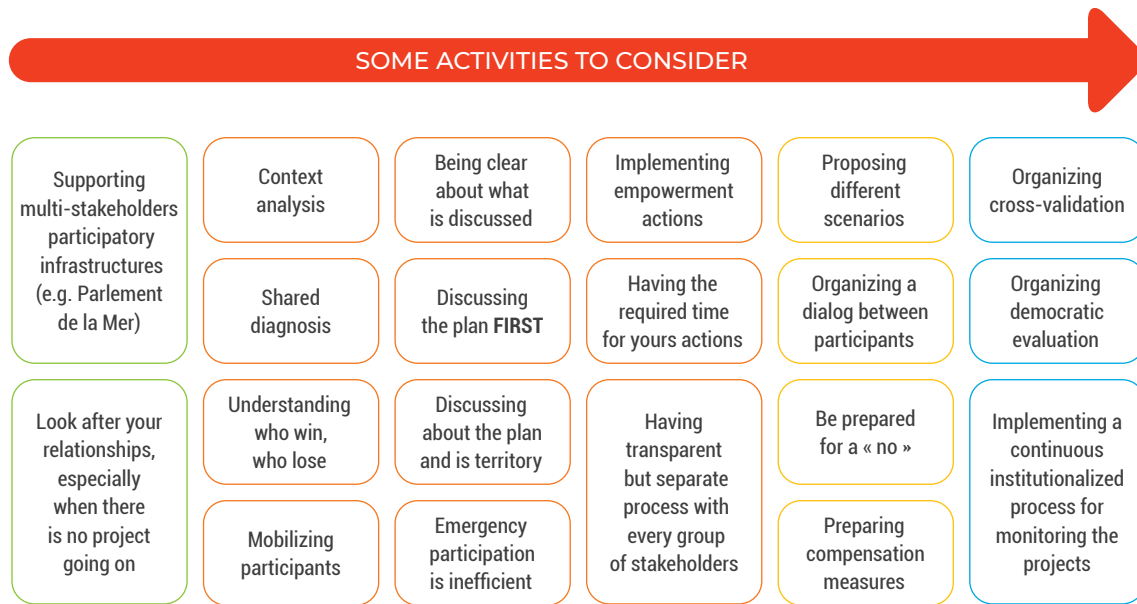 SOME ACTIVITIES TO CONSIDER
Supporting
multi-stakeholders
participatory
infrastructures
(e.g. Parlement
de la Mer)
Look after your
relationships,
especially
when there
is no project
going on
Context
analysis
Shared
diagnosis
Understanding
who win,
who lose
Mobilizing
participants
Being clear
about what
is discussed
Discussing
the plan FIRST
Discussing
about the plan
and is territory
Emergency
participation
is inefficient
Implementing
empowerment
actions
Having the
required time
for yours actions
Having
transparent
but separate
process with
every group
of stakeholders
Proposing
different
scenarios
Organizing a
dialog between
participants
Be prepared
for a « no »
Preparing
compensation
measures
Organizing
cross-validation
Organizing
democratic
evaluation
Implementing a
continuous
institutionalized
process for
monitoring the
projects